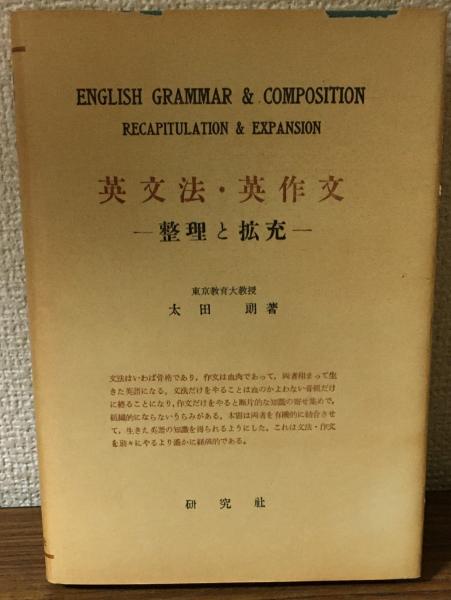 ENGLISH GRAMMAR & COMPOSITION
RECAPITULATION & EXPANSION
英文法・英作文
―整理と拡充―
東京教育大教授
太田 朗 著
文法はいわば骨格であり，作文は血肉であって，両者相まって生
きた英語になる。文法だけをやることは血のかよわない骨組だけ
に終ることになり，作文だけをやると断片的な知識の寄せ集めで，
組織的にならないうらみがある。本書は両者を有機的に結合させ
て，生きた英語の知識を得られるようにした。これは文法・作文
を別々にやるより遙かに経済的である。
研究社